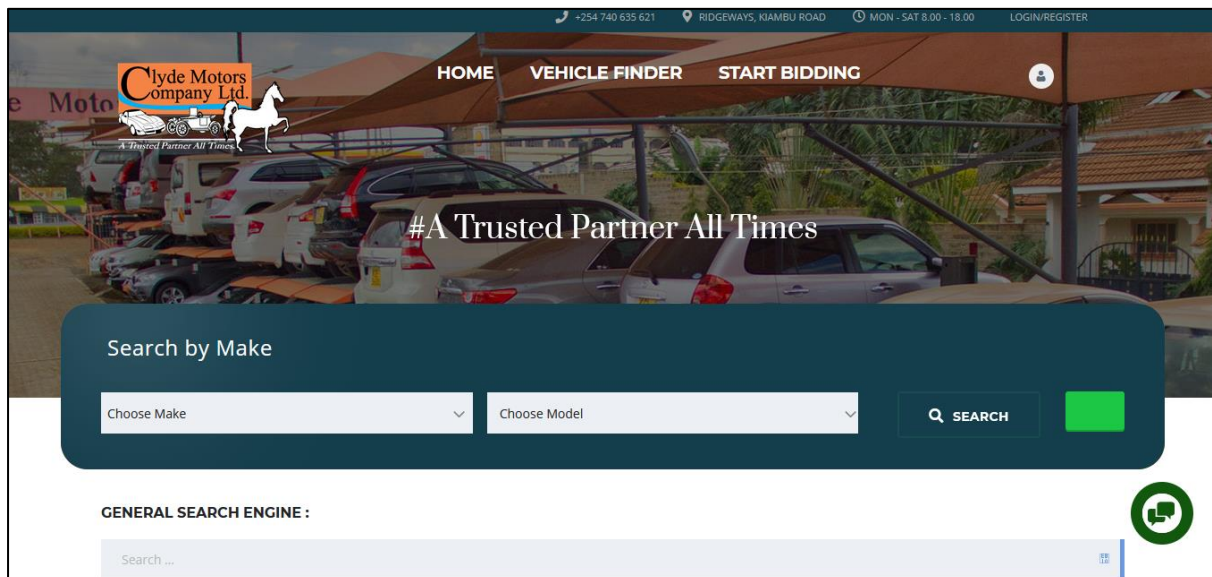 +254 740 635 621 RIDGEWAYS, KIAMBU ROAD MON - SAT 8.00 - 18.00 LOGIN/REGISTER
Clyde Motors
Company Ltd.
A Trusted Partner All Times
HOME VEHICLE FINDER START BIDDING
e Moto
#A Trusted Partner All Times
Search by Make
Choose Make Choose Model SEARCH
GENERAL SEARCH ENGINE :
Search ...